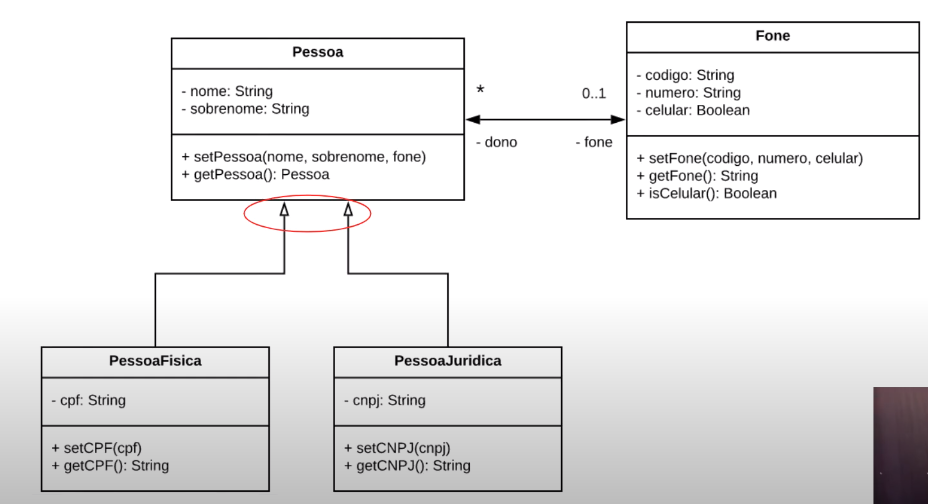 Pessoa
- nome: String
- sobrenome: String
+ setPessoa(nome, sobrenome, fone)
+ getPessoa(): Pessoa
*
0..1
- dono
- fone
Fone
- codigo: String
- numero: String
- celular: Boolean
+ setFone(codigo, numero, celular)
+ getFone(): String
+ isCelular(): Boolean
PessoaFisica
- cpf: String
+ setCPF(cpf)
+ getCPF(): String
PessoaJuridica
- cnpj: String
+ setCNPJ(cnpj)
+ getCNPJ(): String